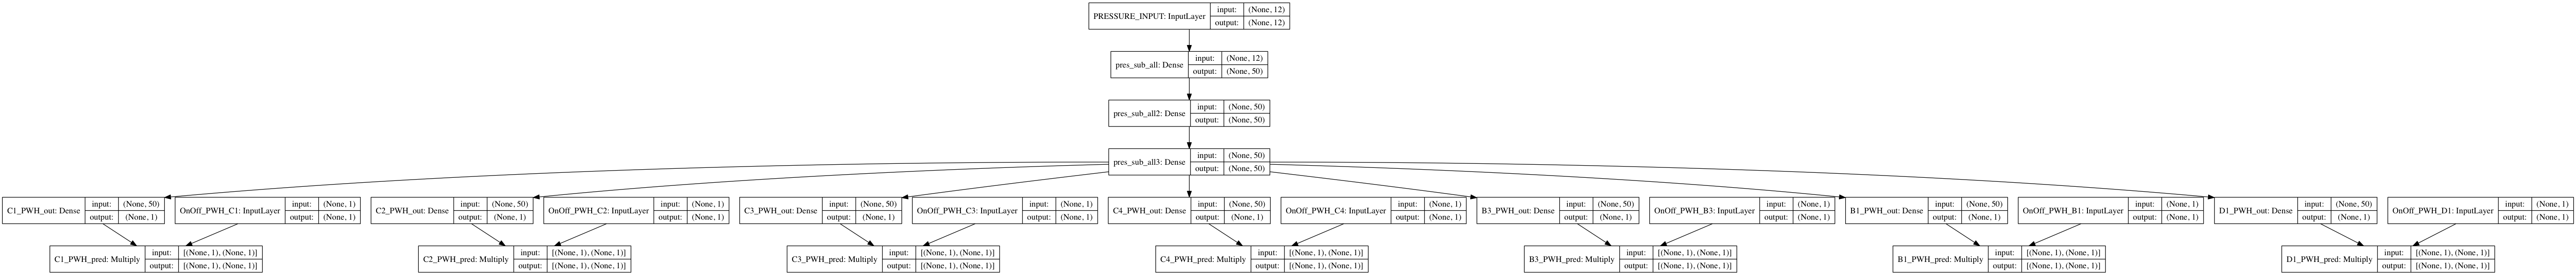 PRESSURE_INPUT: InputLayer
input: (None, 12)
output: (None, 12)
pres_sub_all: Dense
input: (None, 12)
output: (None, 50)
pres_sub_all2: Dense
input: (None, 50)
output: (None, 50)
pres_sub_all3: Dense
input: (None, 50)
output: (None, 50)
C1_PWH_out: Dense
input: (None, 50)
output: (None, 1)
OnOff_PWH_C1: InputLayer
input: (None, 1)
output: (None, 1)
C2_PWH_out: Dense
input: (None, 50)
output: (None, 1)
OnOff_PWH_C2: InputLayer
input: (None, 1)
output: (None, 1)
C3_PWH_out: Dense
input: (None, 50)
output: (None, 1)
OnOff_PWH_C3: InputLayer
input: (None, 1)
output: (None, 1)
C4_PWH_out: Dense
input: (None, 50)
output: (None, 1)
OnOff_PWH_C4: InputLayer
input: (None, 1)
output: (None, 1)
B3_PWH_out: Dense
input: (None, 50)
output: (None, 1)
OnOff_PWH_B3: InputLayer
input: (None, 1)
output: (None, 1)
B1_PWH_out: Dense
input: (None, 50)
output: (None, 1)
OnOff_PWH_B1: InputLayer
input: (None, 1)
output: (None, 1)
D1_PWH_out: Dense
input: (None, 50)
output: (None, 1)
OnOff_PWH_D1: InputLayer
input: (None, 1)
output: (None, 1)
C1_PWH_pred: Multiply
input: [(None, 1), (None, 1)]
output: [(None, 1), (None, 1)]
C2_PWH_pred: Multiply
input: [(None, 1), (None, 1)]
output: [(None, 1), (None, 1)]
C3_PWH_pred: Multiply
input: [(None, 1), (None, 1)]
output: [(None, 1), (None, 1)]
C4_PWH_pred: Multiply
input: [(None, 1), (None, 1)]
output: [(None, 1), (None, 1)]
B3_PWH_pred: Multiply
input: [(None, 1), (None, 1)]
output: [(None, 1), (None, 1)]
B1_PWH_pred: Multiply
input: [(None, 1), (None, 1)]
output: [(None, 1), (None, 1)]
D1_PWH_pred: Multiply
input: [(None, 1), (None, 1)]
output: [(None, 1), (None, 1)]